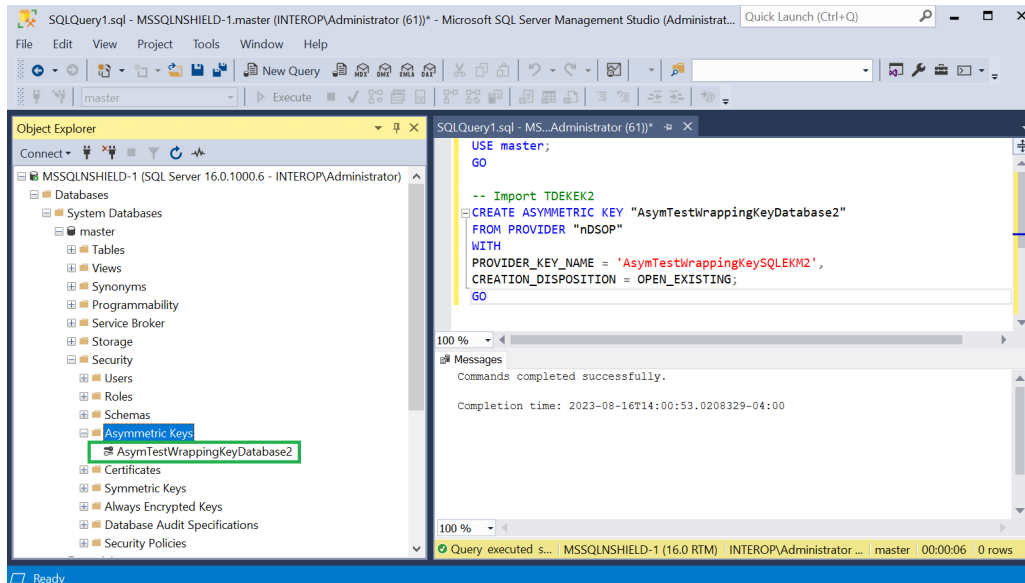 SQLQuery1.sql - MSSQLNSHIELD-1.master (INTEROP\Administrator (61))* - Microsoft SQL Server Management Studio (Administrat...
Quick Launch (Ctrl+Q)
File Edit View Project Tools Window Help
New Query MDX DMX XMLA DAX
master Execute
Object Explorer
Connect
MSSQLNSHIELD-1 (SQL Server 16.0.1000.6 - INTEROP\Administrator)
Databases
System Databases
master
Tables
Views
Synonyms
Programmability
Service Broker
Storage
Security
Users
Roles
Schemas
Asymmetric Keys
AsymTestWrappingKeyDatabase2
Certificates
Symmetric Keys
Always Encrypted Keys
Database Audit Specifications
Security Policies
SQLQuery1.sql - MS...Administrator (61))*
USE master;
GO
-- Import TDEKEK2
CREATE ASYMMETRIC KEY "AsymTestWrappingKeyDatabase2"
FROM PROVIDER "nDSOP"
WITH
PROVIDER_KEY_NAME = 'AsymTestWrappingKeySQLEKM2',
CREATION_DISPOSITION = OPEN_EXISTING;
GO
100 %
Messages
Commands completed successfully.
Completion time: 2023-08-16T14:00:53.0208329-04:00
100 %
Query executed s... MSSQLNSHIELD-1 (16.0 RTM) INTEROP\Administrator ... master 00:00:06 0 rows
Ready